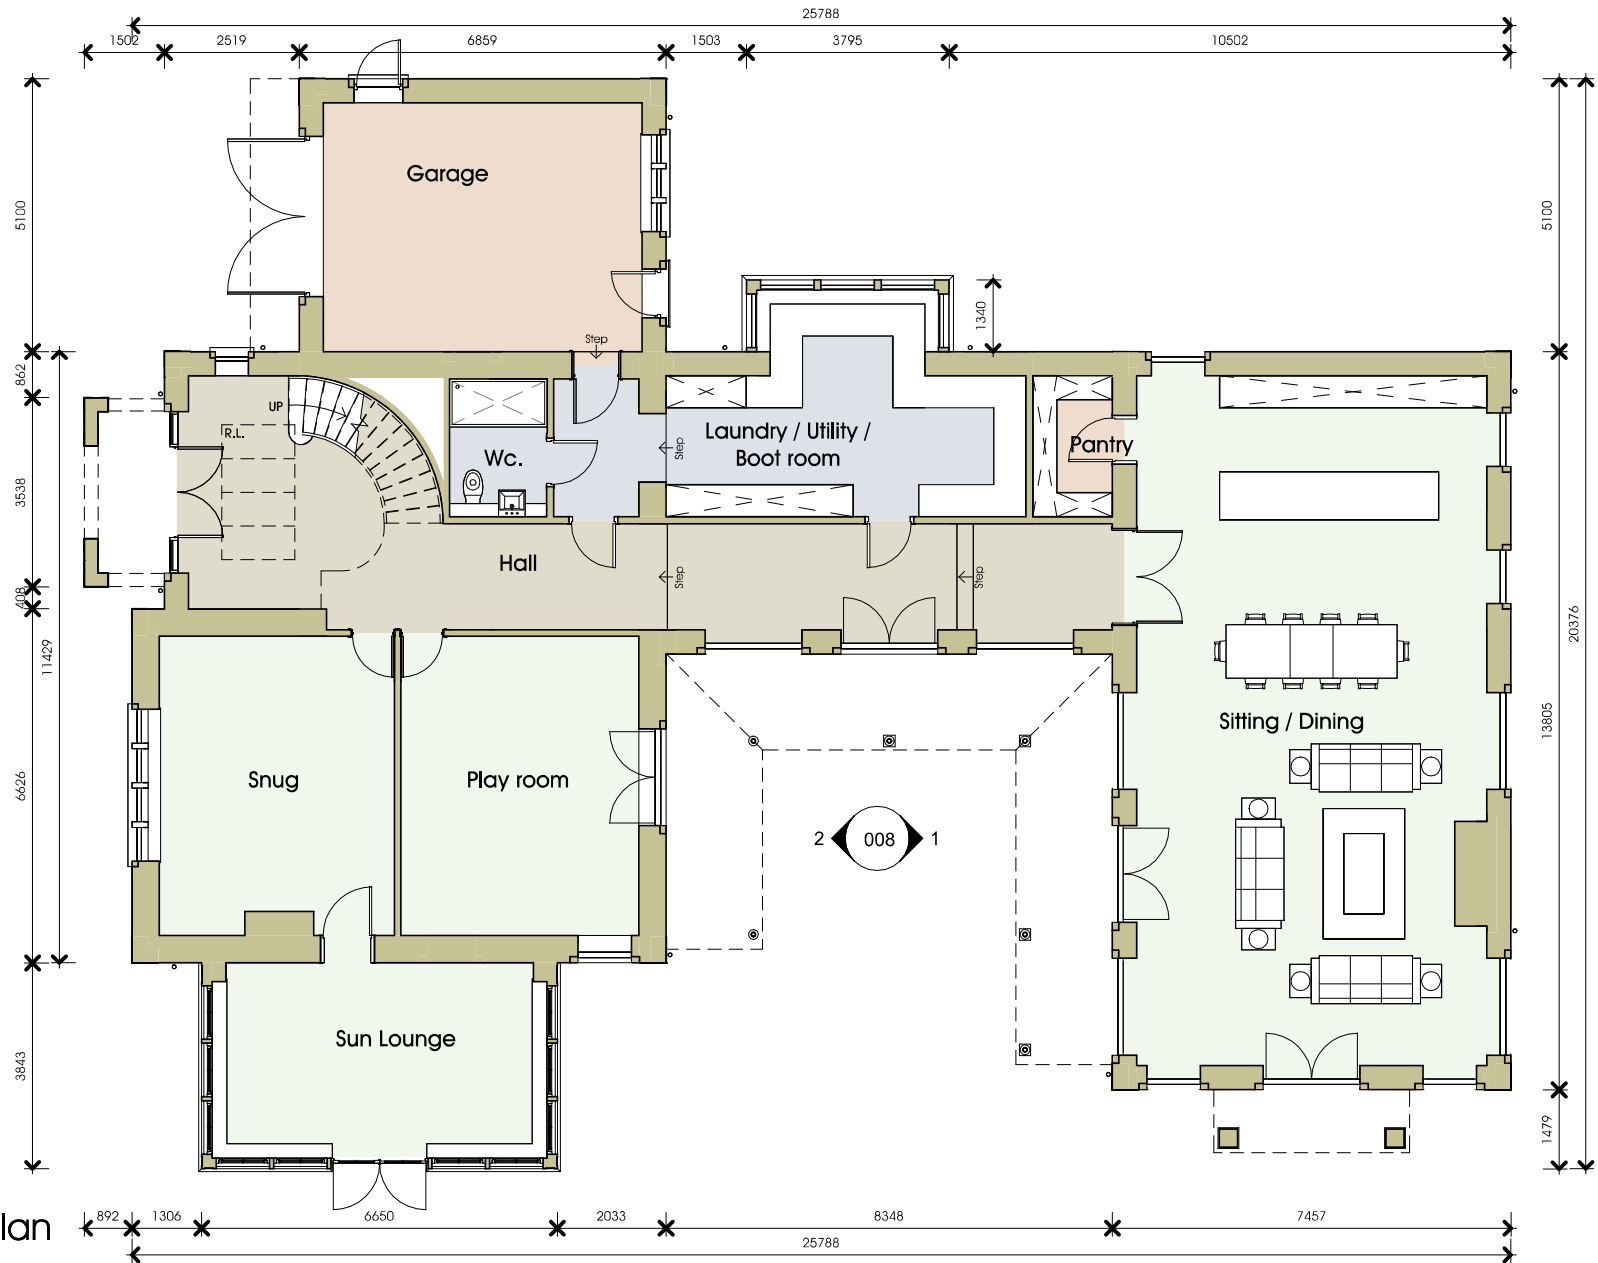 25788
1502 2519 6859 1503 3795 10502
Garage
5100
5100
1340
Step
862
UP
R.L.
Wc.
Laundry / Utility /
Boot room
Step
Pantry
3538
Hall
Step
Step
408
11429
20376
13805
Sitting / Dining
6626
Snug
Play room
2 008 1
Sun Lounge
3843
1479
lan
892 1306 6650 2033 8348 7457
25788